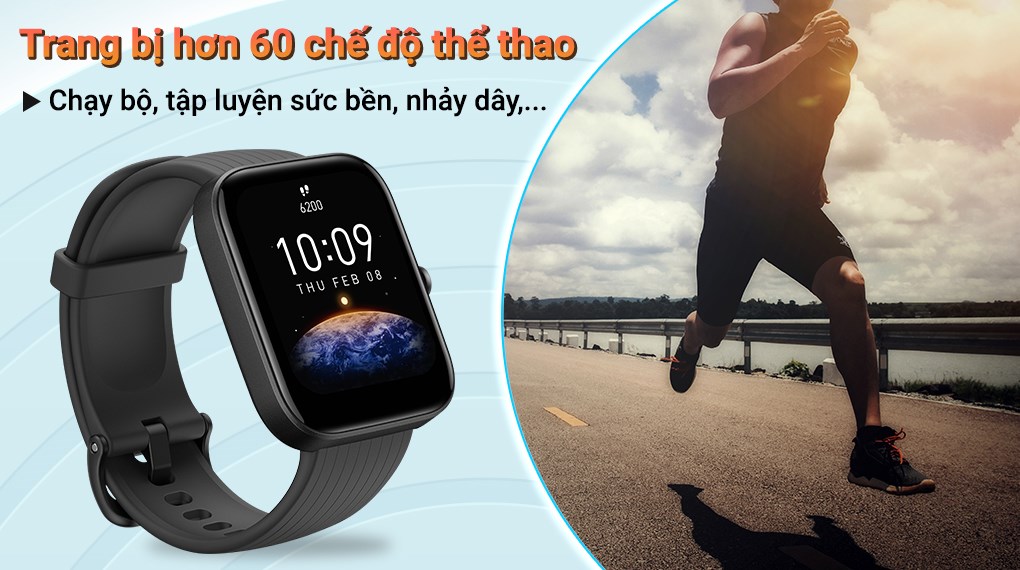 Trang bị hơn 60 chế độ thể thao
▶ Chạy bộ, tập luyện sức bền, nhảy dây,...
6200
10:09
THU FEB 08